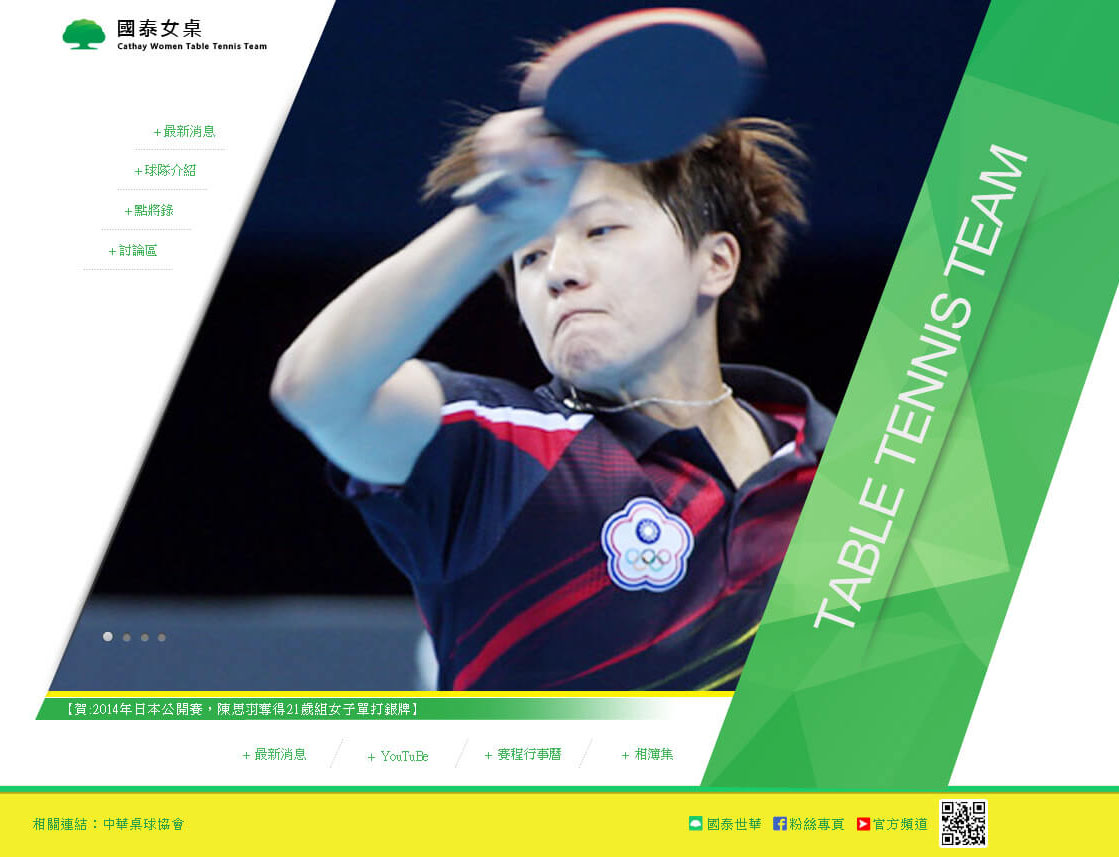 國泰女桌
Cathay Women Table Tennis Team
+最新消息
+球隊介紹
+點將錄
+討論區
TABLE TENNIS TEAM
【賀:2014年日本公開賽，陳思羽奪得21歲組女子單打銀牌】
+ 最新消息
+ YouTuBe
+ 賽程行事曆
+ 相簿集
相關連結：中華桌球協會
國泰世華
粉絲專頁
官方頻道